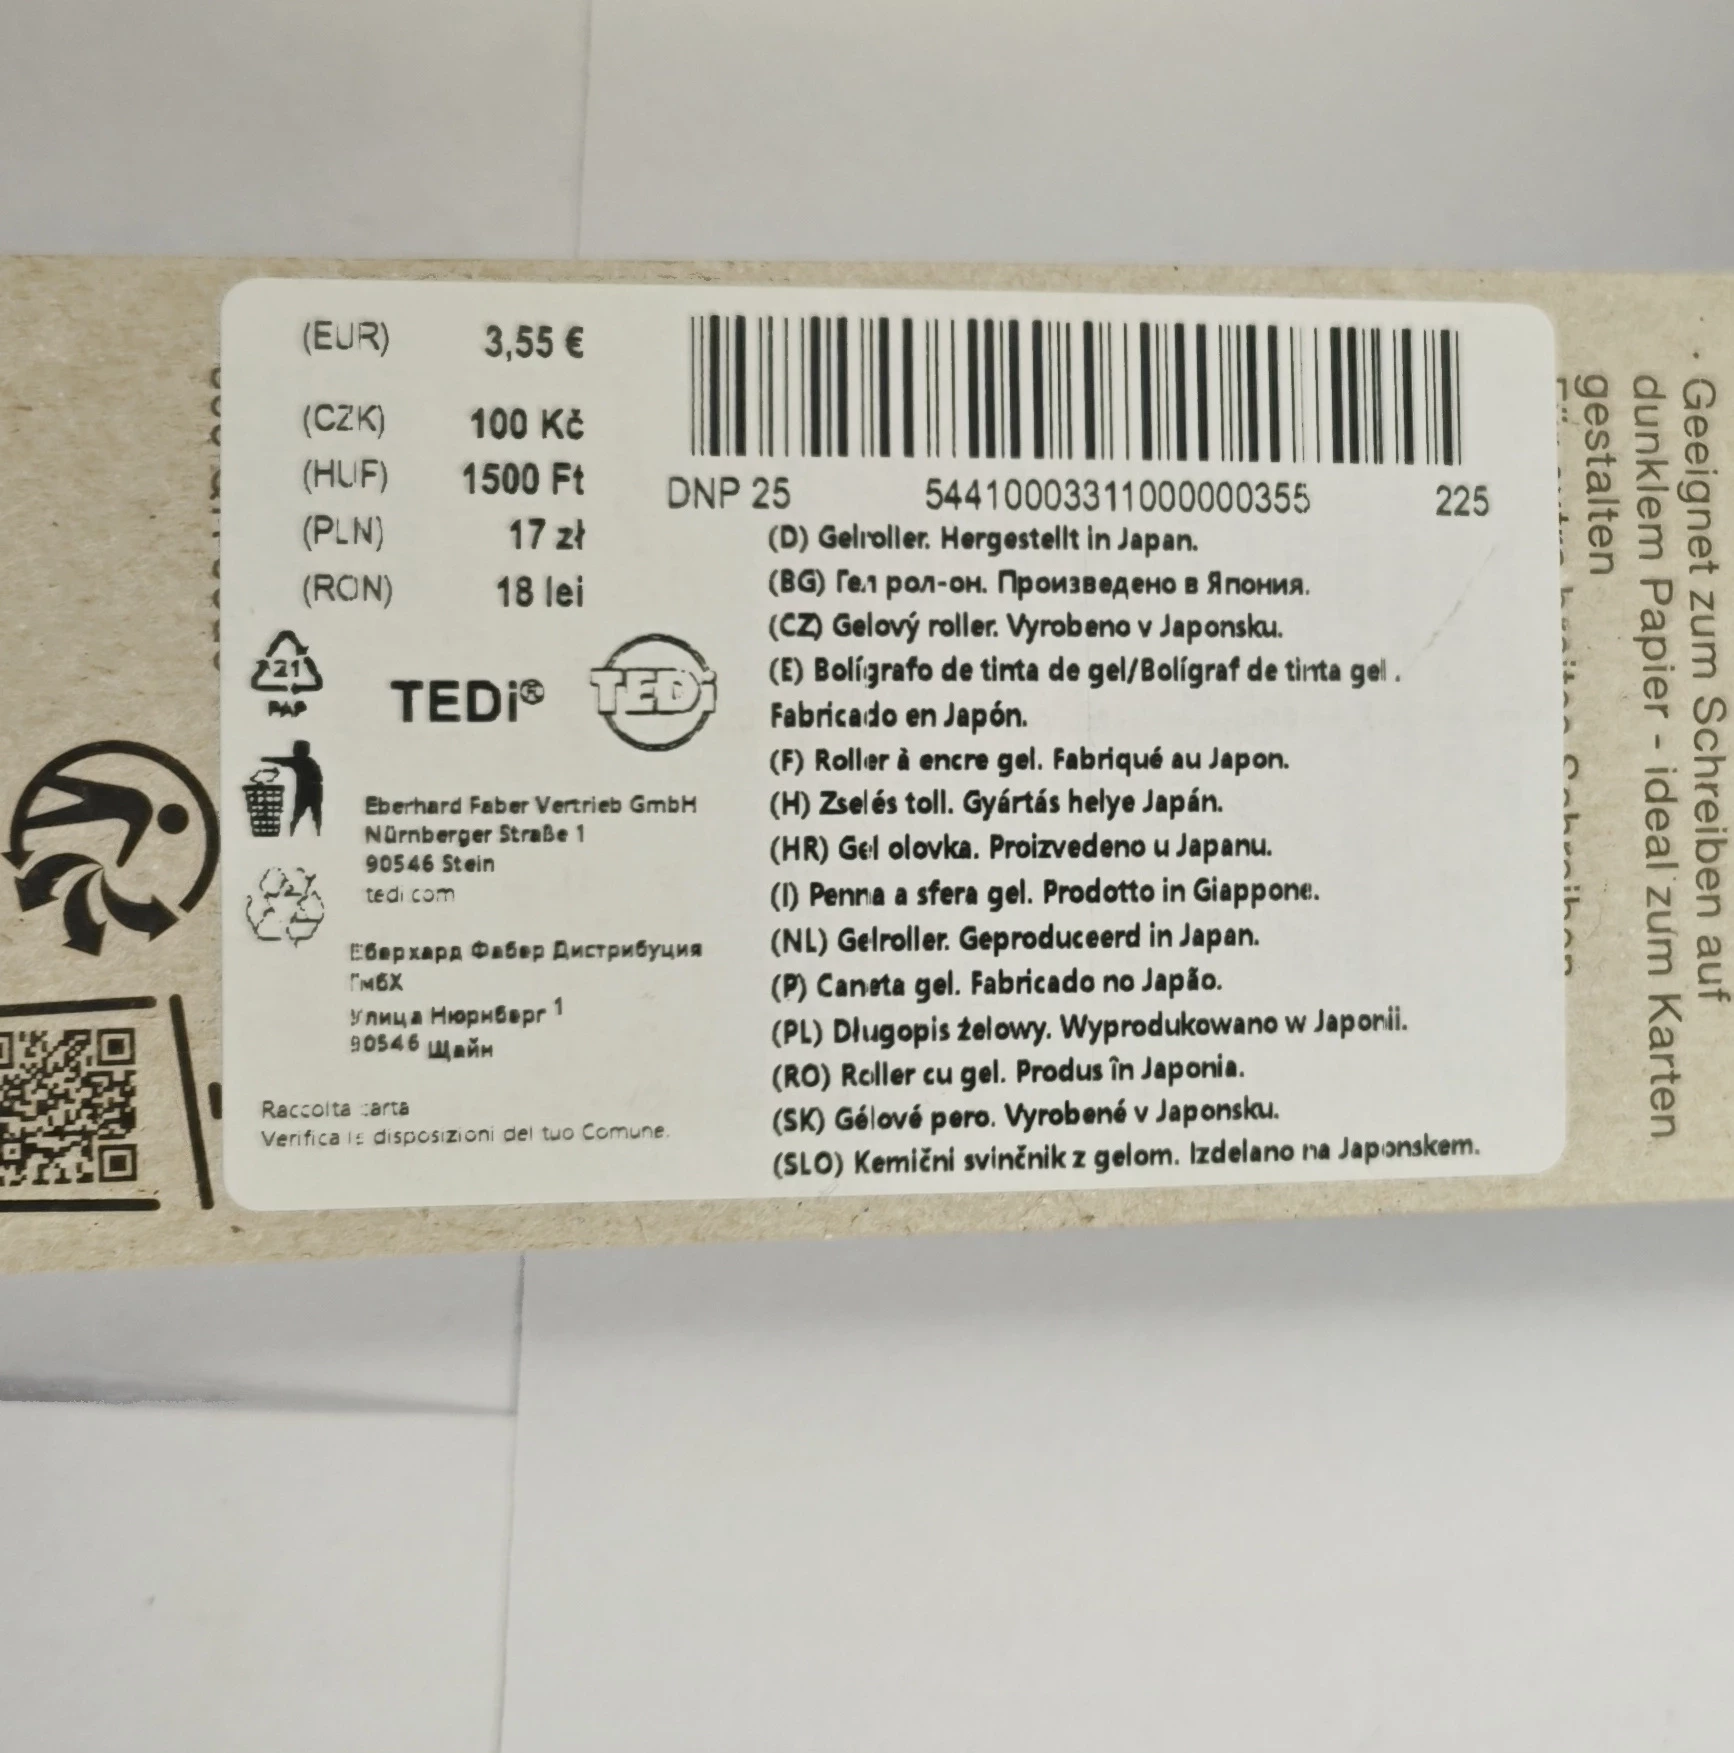 (EUR) 3,55 €
(CZK) 100 Kč
(HUF) 1500 Ft
(PLN) 17 zł
(RON) 18 lei
21
PAP
TEDi®
TEDi
Eberhard Faber Vertrieb GmbH
Nürnberger Straße 1
90546 Stein
tedi.com
Еберхард Фабер Дистрибуция
ГмбХ
Улица Нюрнберг 1
90546 Щайн
Raccolta carta
Verifica le disposizioni del tuo Comune.
DNP 25 54410003311000000355 225
(D) Gelroller. Hergestellt in Japan.
(BG) Гел рол-он. Произведено в Япония.
(CZ) Gelový roller. Vyrobeno v Japonsku.
(E) Bolígrafo de tinta de gel/Bolígraf de tinta gel .
Fabricado en Japón.
(F) Roller à encre gel. Fabriqué au Japon.
(H) Zselés toll. Gyártás helye Japán.
(HR) Gel olovka. Proizvedeno u Japanu.
(I) Penna a sfera gel. Prodotto in Giappone.
(NL) Gelroller. Geproduceerd in Japan.
(P) Caneta gel. Fabricado no Japão.
(PL) Długopis żelowy. Wyprodukowano w Japonii.
(RO) Roller cu gel. Produs în Japonia.
(SK) Gélové pero. Vyrobené v Japonsku.
(SLO) Kemični svinčnik z gelom. Izdelano na Japonskem.
· Geeignet zum Schreiben auf
dunklem Papier - ideal zum Karten
gestalten